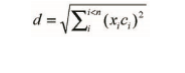 d = √∑ᵢ^{i<n} (xᵢcᵢ)²